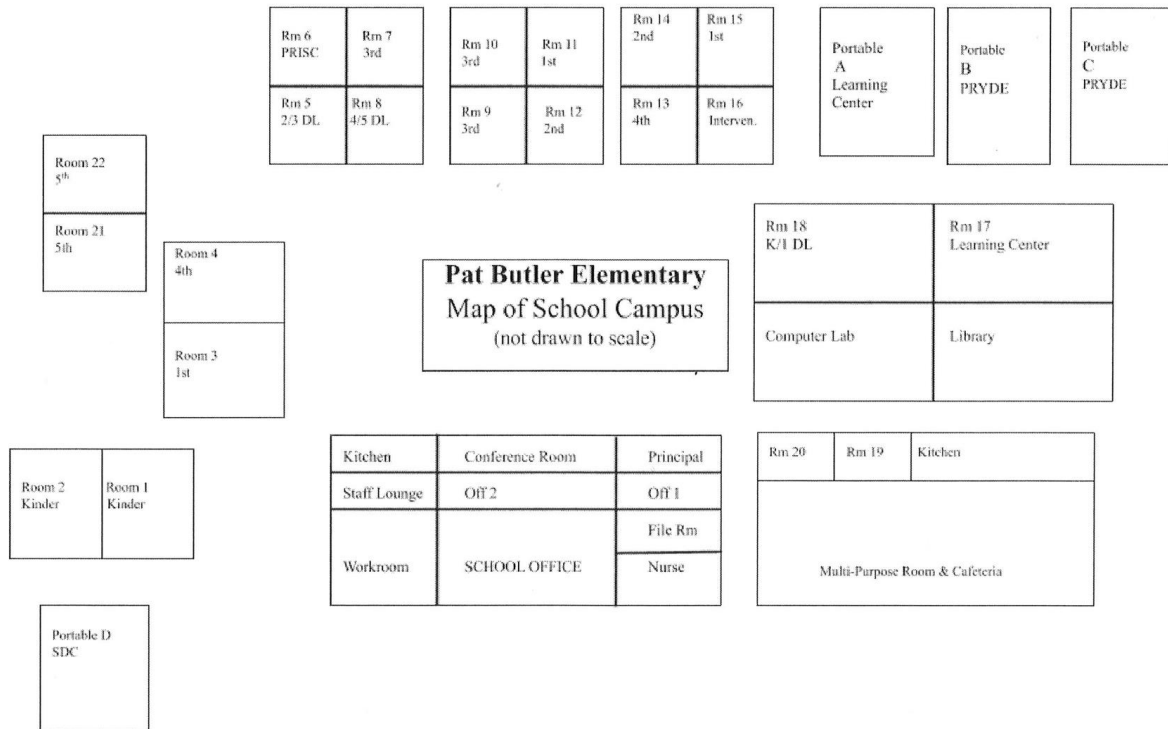 Rm 6
PRISC
Rm 7
3rd
Rm 5
2/3 DL
Rm 8
4/5 DL
Rm 10
3rd
Rm 11
1st
Rm 9
3rd
Rm 12
2nd
Rm 14
2nd
Rm 15
1st
Rm 13
4th
Rm 16
Interven.
Portable
A
Learning
Center
Portable
B
PRYDE
Portable
C
PRYDE
Room 22
5th
Room 21
5th
Room 4
4th
Room 3
1st
Pat Butler Elementary
Map of School Campus
(not drawn to scale)
Rm 18
K/1 DL
Rm 17
Learning Center
Computer Lab
Library
Room 2
Kinder
Room 1
Kinder
Kitchen
Conference Room
Principal
Staff Lounge
Off 2
Off 1
File Rm
Workroom
SCHOOL OFFICE
Nurse
Rm 20
Rm 19
Kitchen
Multi-Purpose Room & Cafeteria
Portable D
SDC